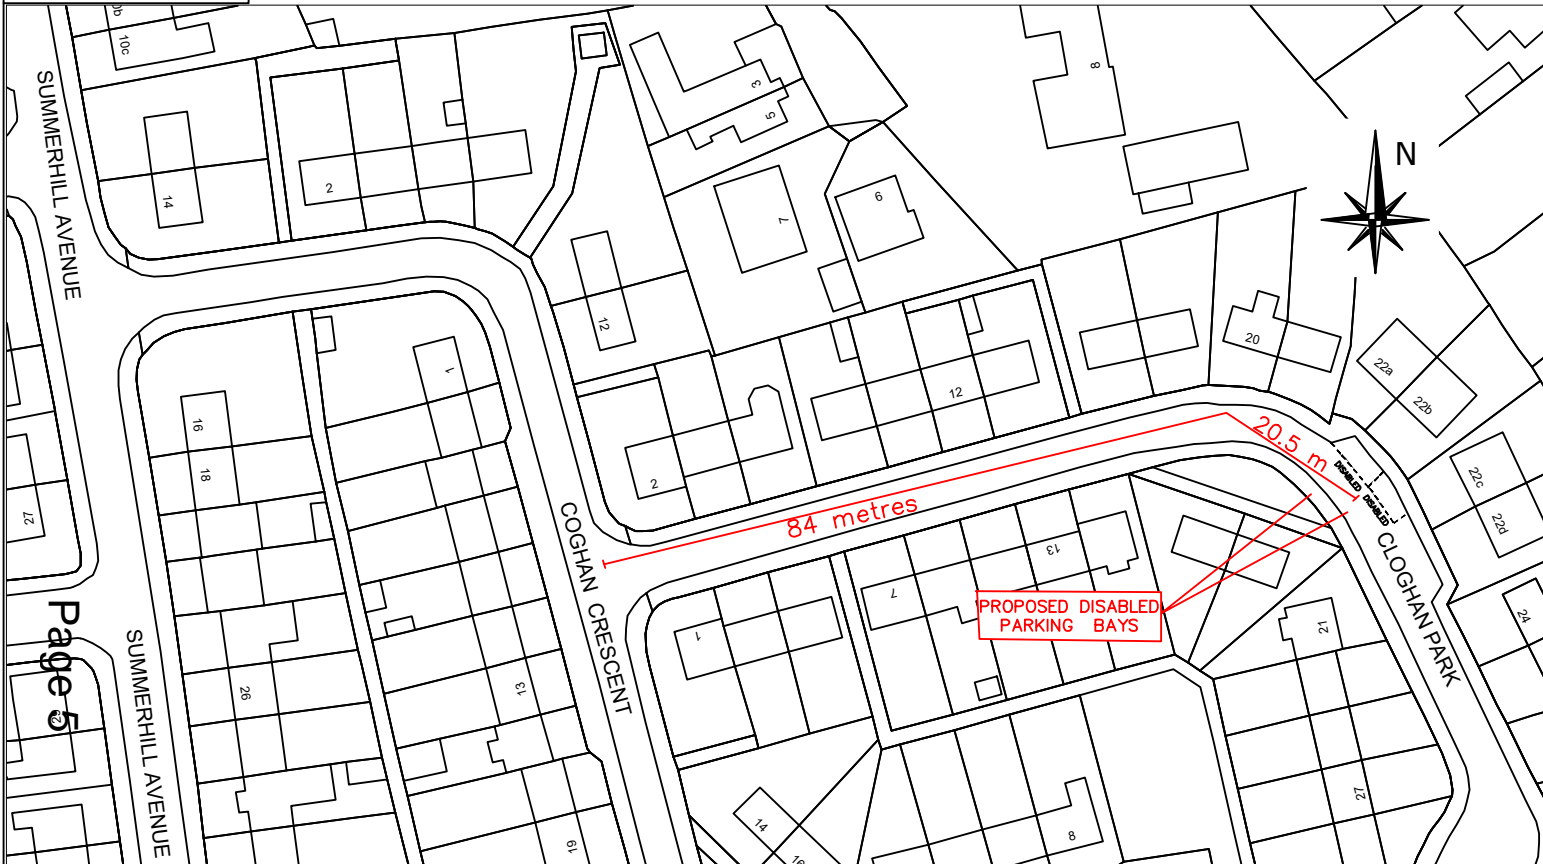 10c
SUMMERHILL AVENUE
14
2
3
5
7
9
8
N
12
1
2
12
20
22a
22b
22c
22d
24
16
18
27
84 metres
20.5 m
DISABLED
DISABLED
CLOGHAN PARK
COGHAN CRESCENT
PROPOSED DISABLED
PARKING BAYS
7
13
1
21
27
13
26
19
14
16
8
Page 5
SUMMERHILL AVENUE